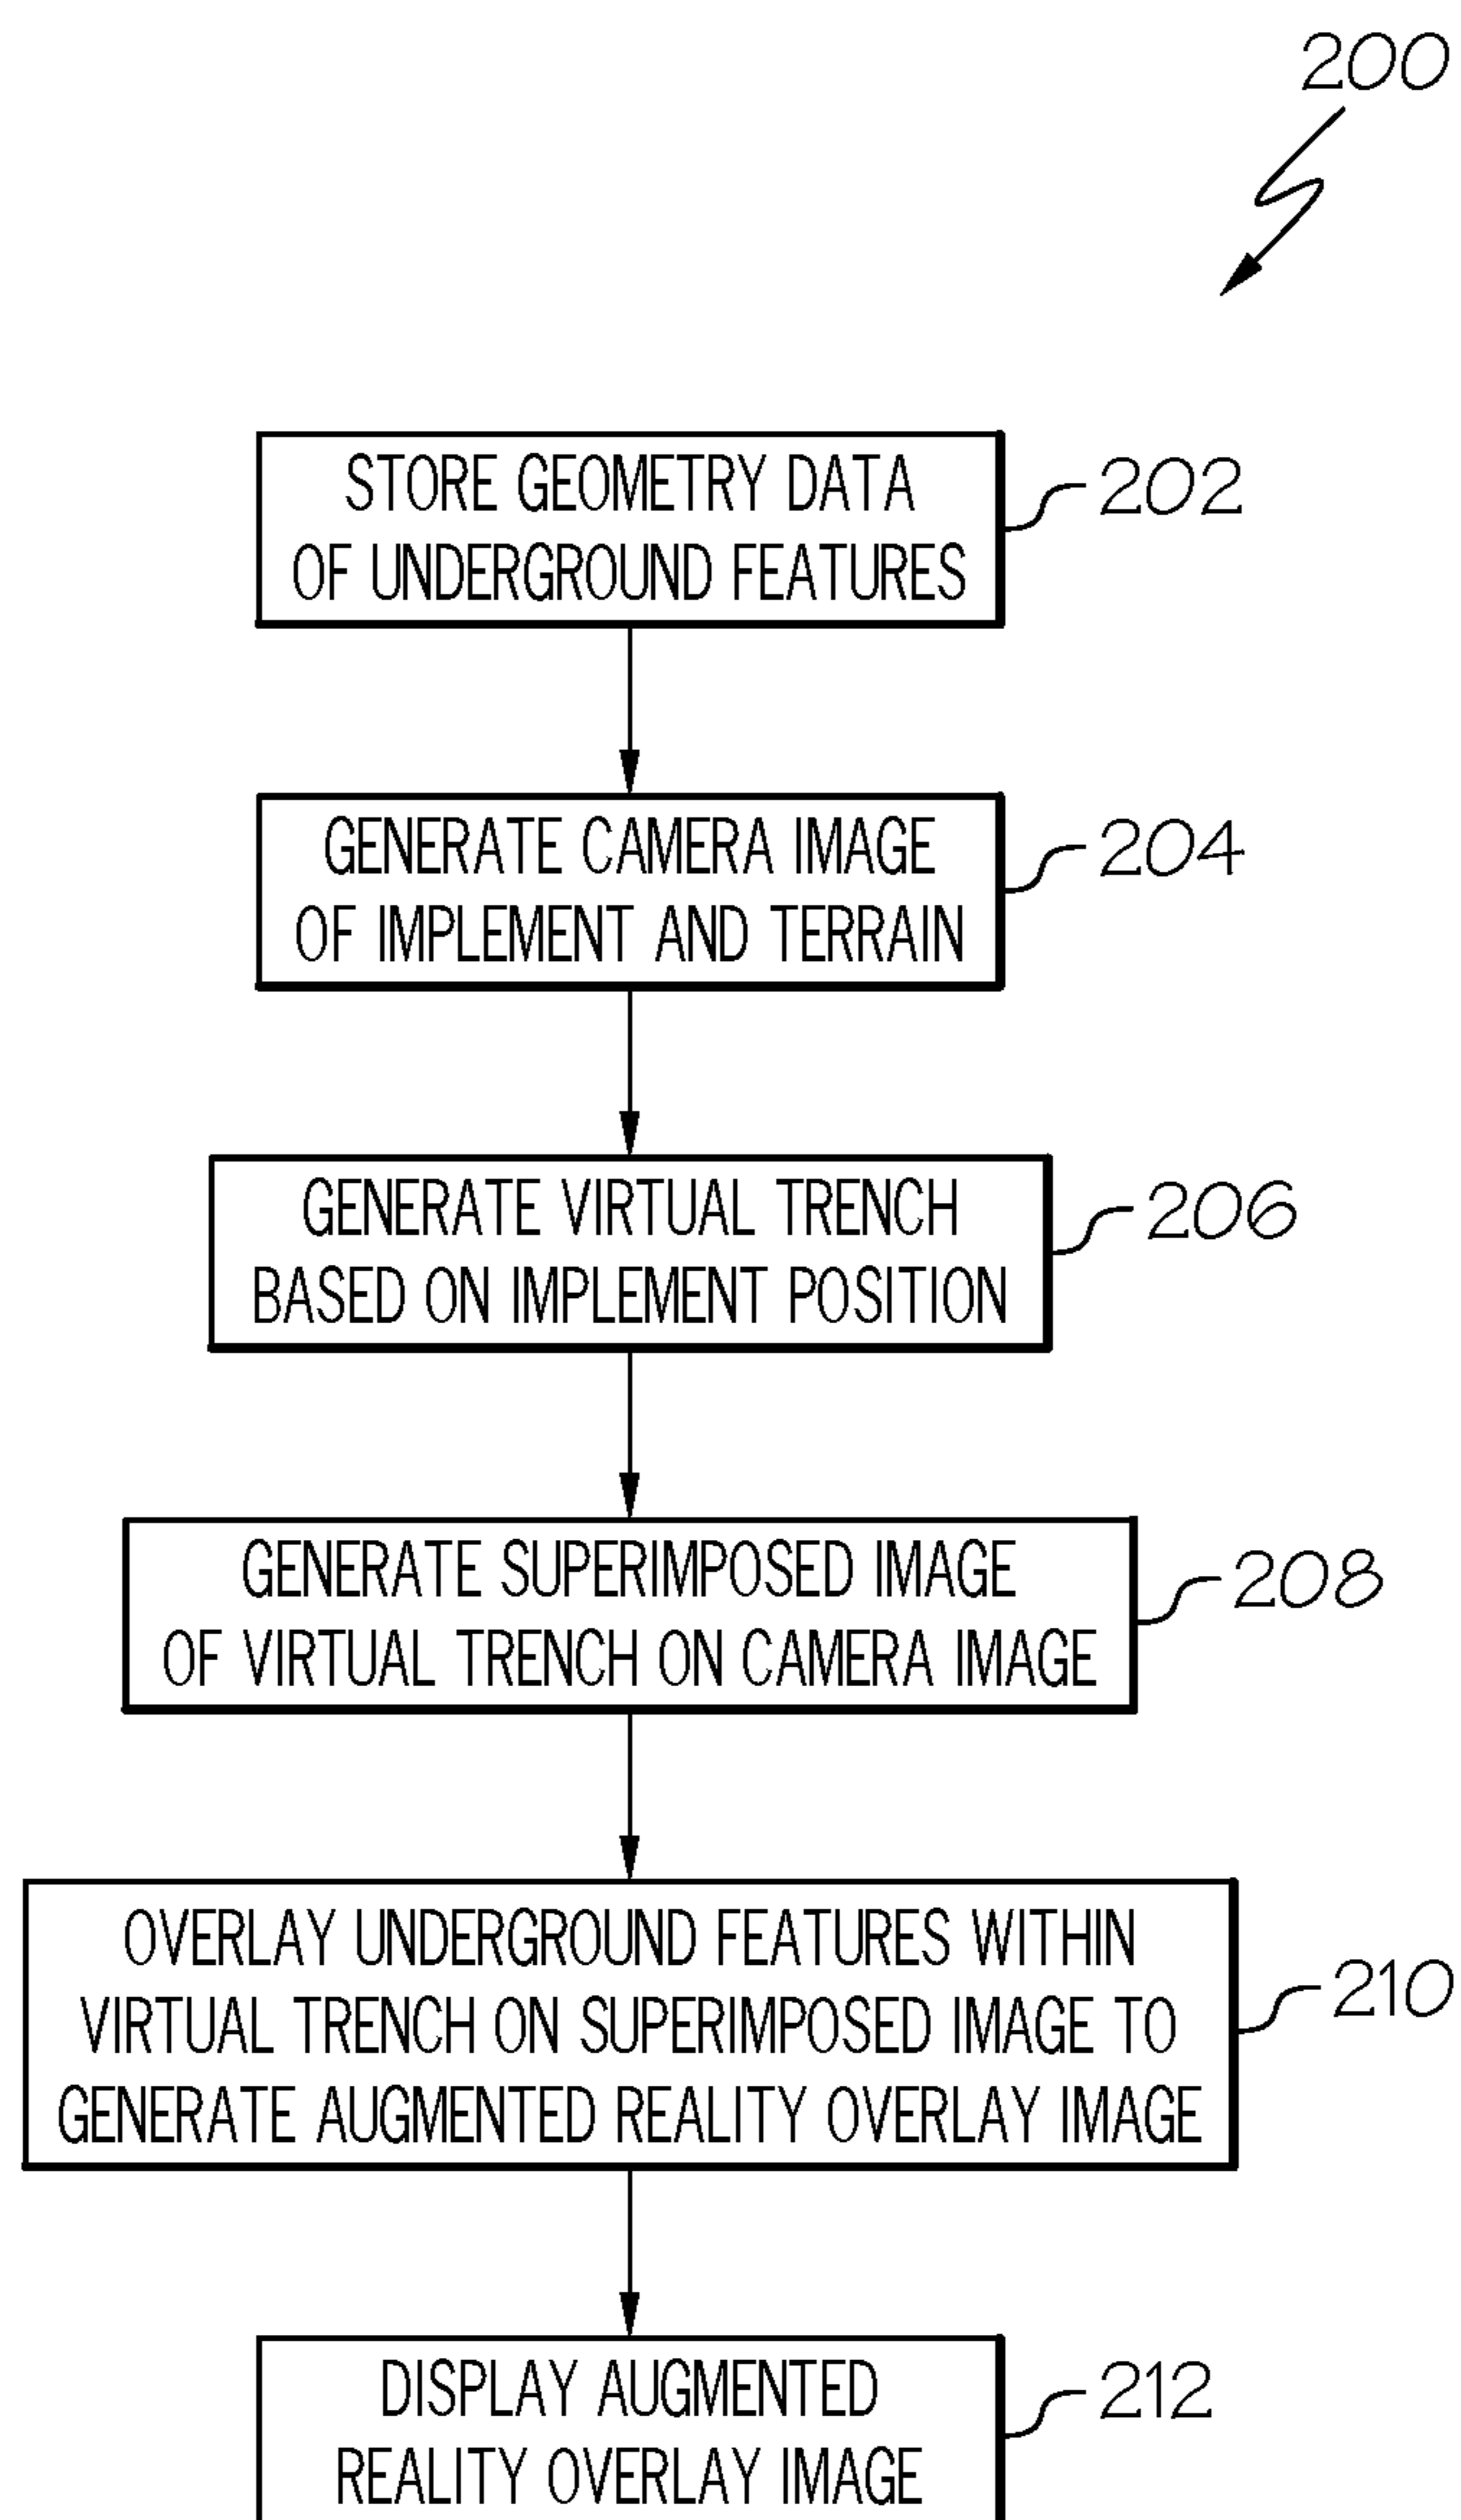 200
STORE GEOMETRY DATA
OF UNDERGROUND FEATURES
202
GENERATE CAMERA IMAGE
OF IMPLEMENT AND TERRAIN
204
GENERATE VIRTUAL TRENCH
BASED ON IMPLEMENT POSITION
206
GENERATE SUPERIMPOSED IMAGE
OF VIRTUAL TRENCH ON CAMERA IMAGE
208
OVERLAY UNDERGROUND FEATURES WITHIN
VIRTUAL TRENCH ON SUPERIMPOSED IMAGE TO
GENERATE AUGMENTED REALITY OVERLAY IMAGE
210
DISPLAY AUGMENTED
REALITY OVERLAY IMAGE
212